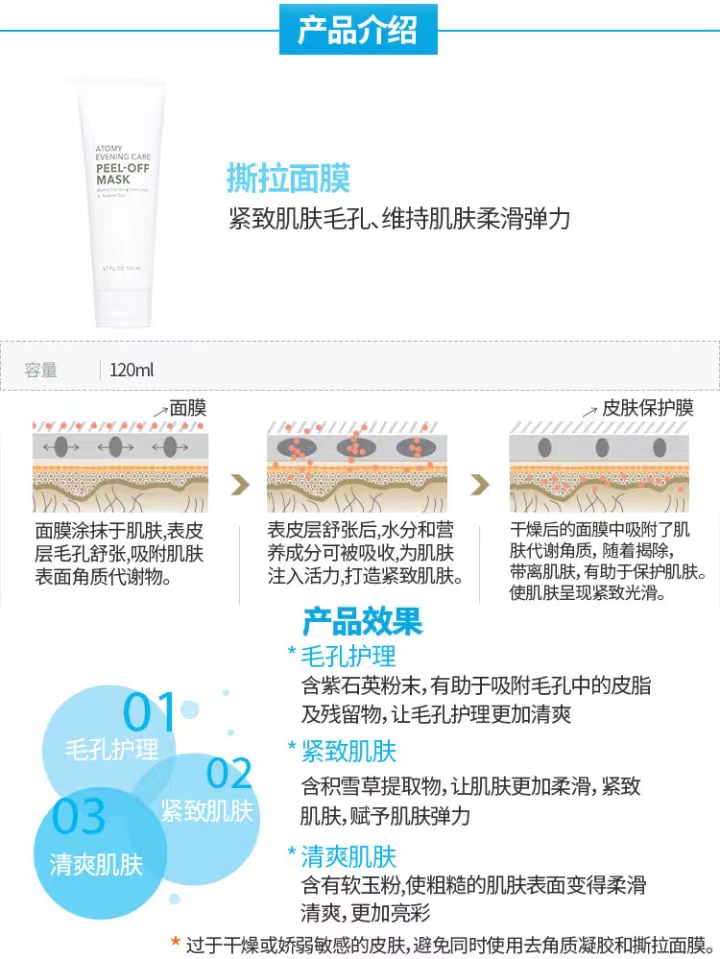 产品介绍
ATOMY
EVENING CARE
PEEL-OFF
MASK
撕拉面膜
紧致肌肤毛孔、维持肌肤柔滑弹力
容量 120ml
面膜
皮肤保护膜
面膜涂抹于肌肤,表皮
层毛孔舒张,吸附肌肤
表面角质代谢物。
表皮层舒张后,水分和营
养成分可被吸收,为肌肤
注入活力,打造紧致肌肤。
干燥后的面膜中吸附了肌
肤代谢角质，随着揭除，
带离肌肤，有助于保护肌肤。
使肌肤呈现紧致光滑。
产品效果
01
毛孔护理
02
紧致肌肤
03
清爽肌肤
*毛孔护理
含紫石英粉末，有助于吸附毛孔中的皮脂
及残留物，让毛孔护理更加清爽
*紧致肌肤
含积雪草提取物，让肌肤更加柔滑，紧致
肌肤，赋予肌肤弹力
*清爽肌肤
含有软玉粉,使粗糙的肌肤表面变得柔滑
清爽，更加亮彩
*过于干燥或娇弱敏感的皮肤，避免同时使用去角质凝胶和撕拉面膜。